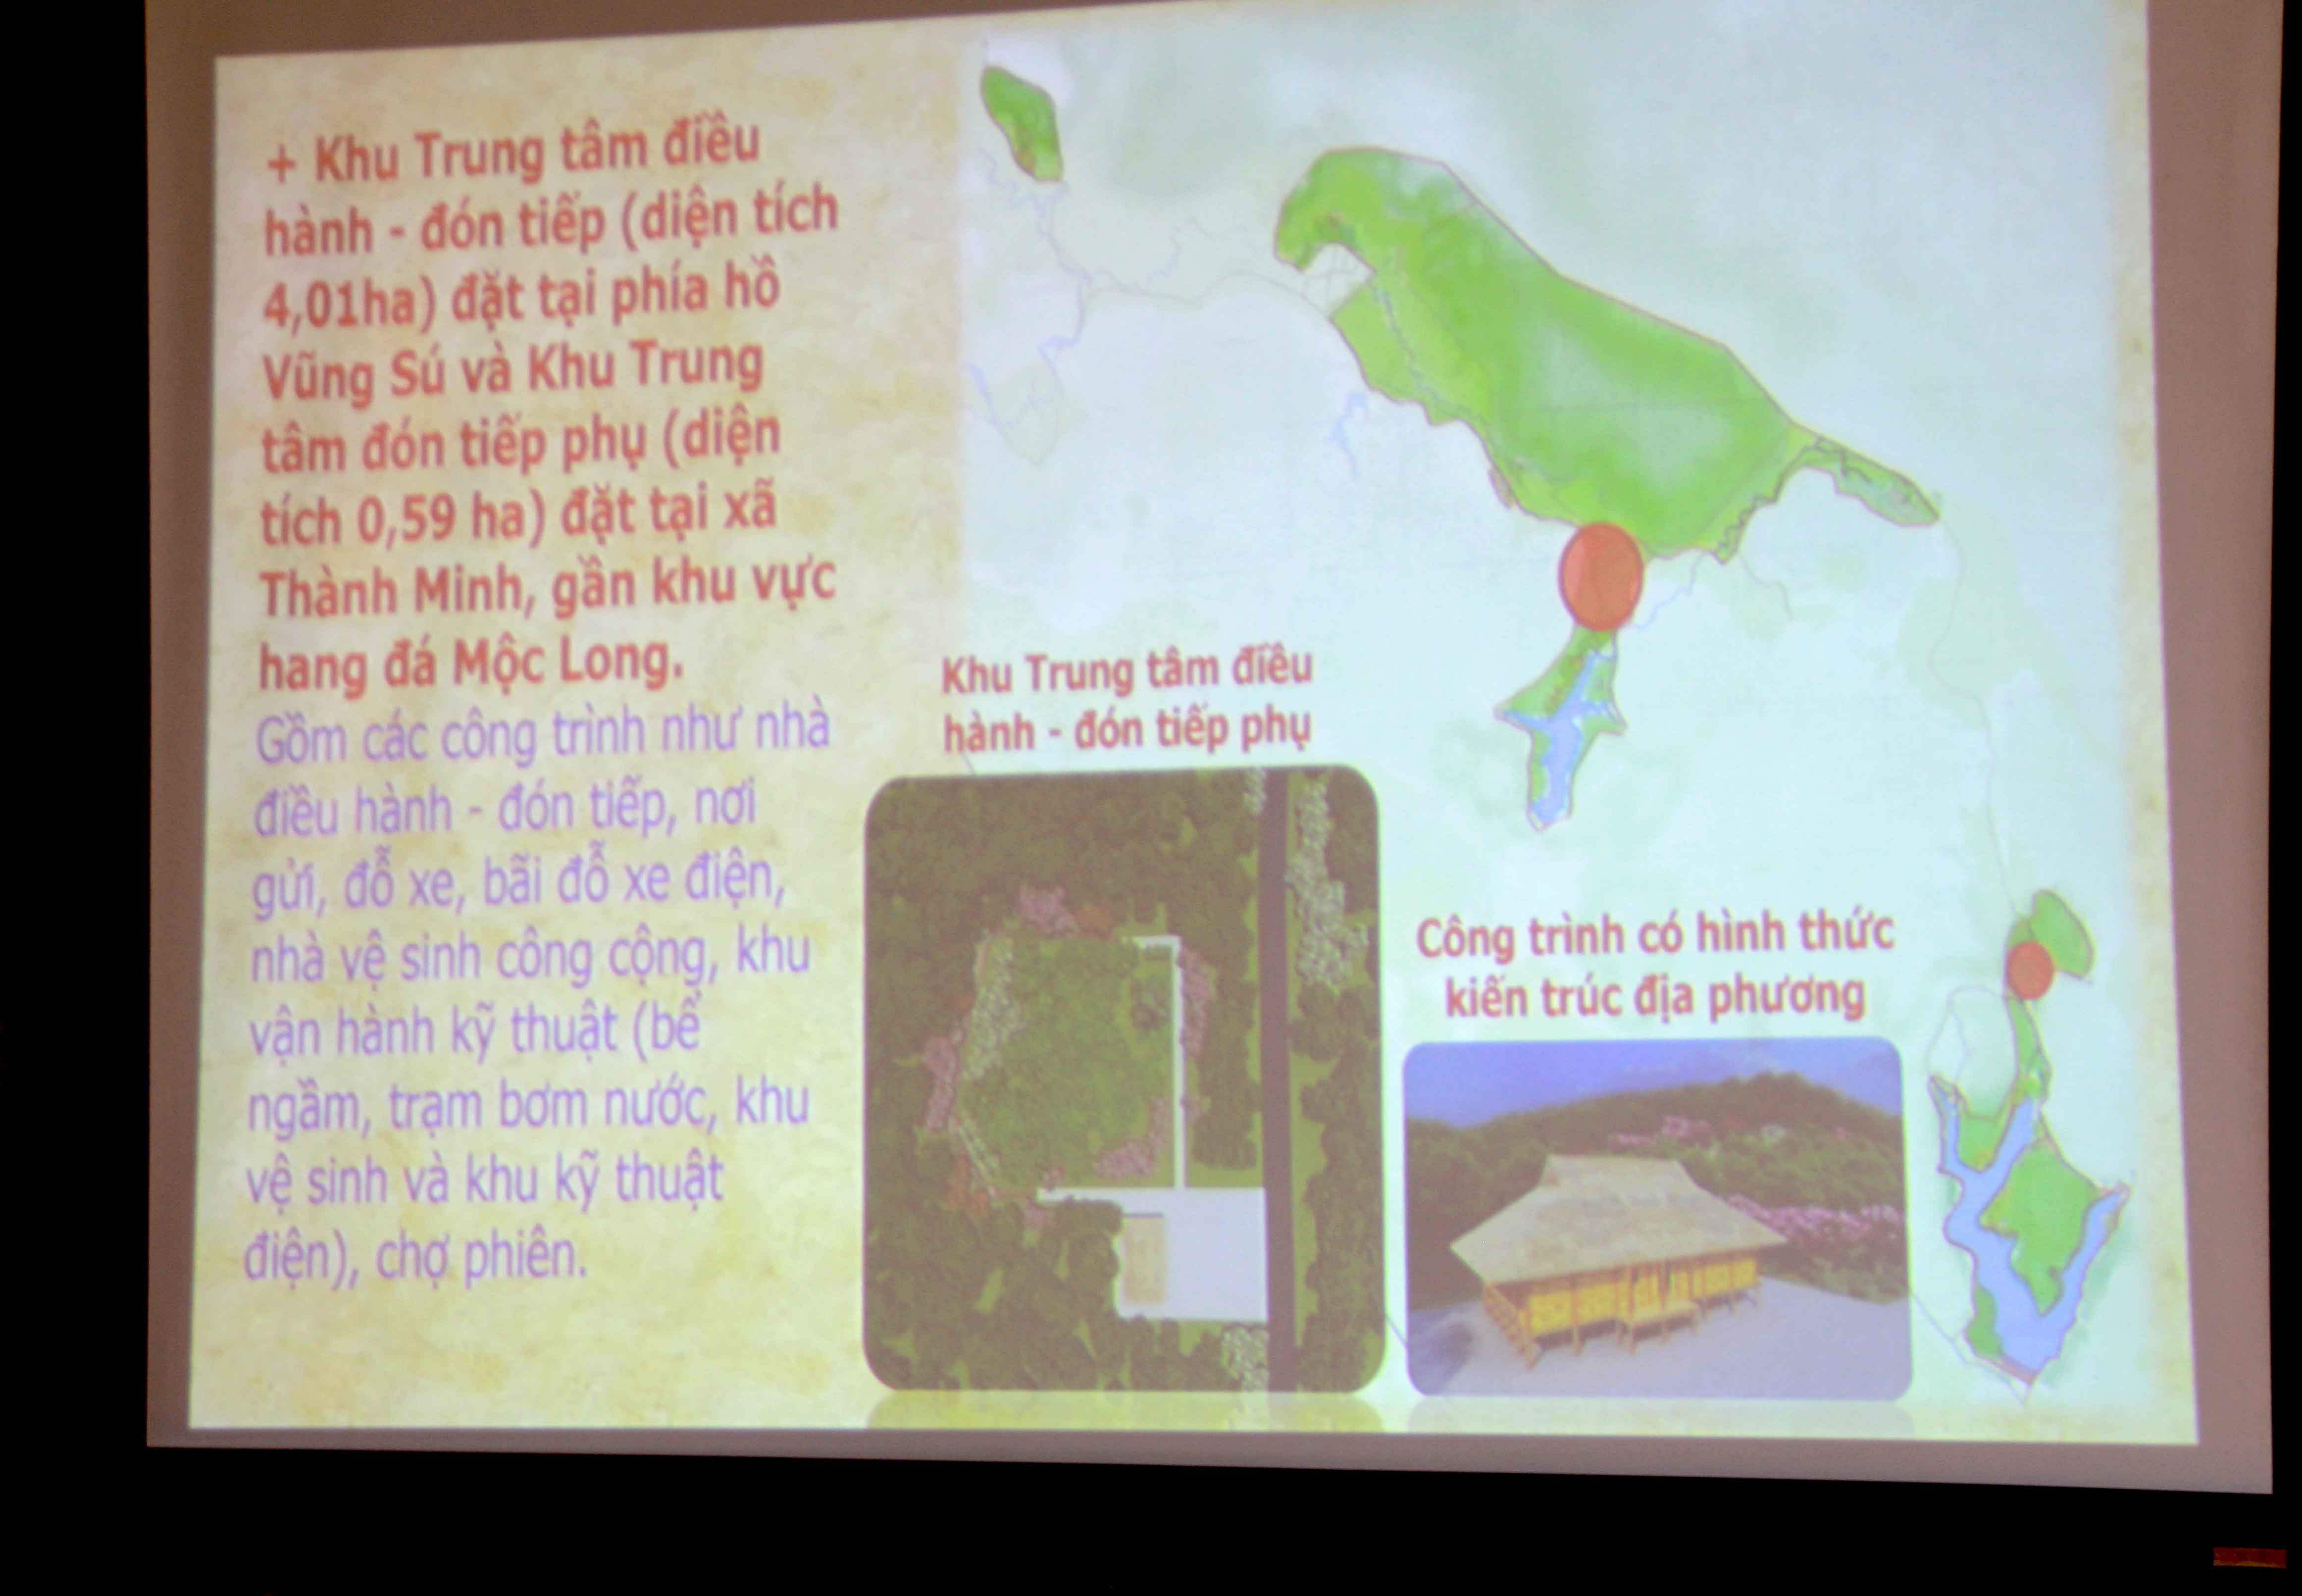 + Khu Trung tâm điều
hành - đón tiếp (diện tích
4,01ha) đặt tại phía hồ
Vũng Sú và Khu Trung
tâm đón tiếp phụ (diện
tích 0,59 ha) đặt tại xã
Thành Minh, gần khu vực
hang đá Mộc Long.
Gồm các công trình như nhà
điều hành - đón tiếp, nơi
gửi, đỗ xe, bãi đỗ xe điện,
nhà vệ sinh công cộng, khu
vận hành kỹ thuật (bể
ngầm, trạm bơm nước, khu
vệ sinh và khu kỹ thuật
điện), chợ phiên.
Khu Trung tâm điều
hành - đón tiếp phụ
Công trình có hình thức
kiến trúc địa phương